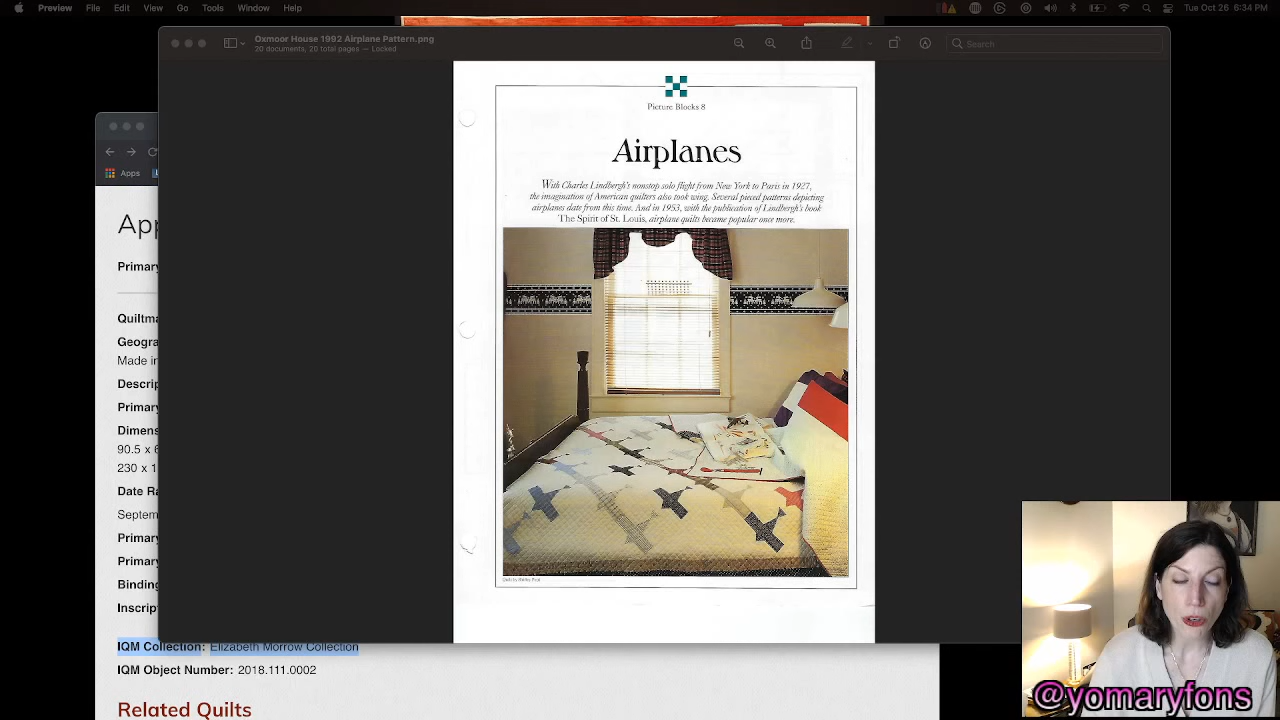 Preview File Edit View Go Tools Window Help
Tue Oct 26 6:34 PM
Oxmoor House 1992 Airplane Pattern.png
20 documents, 20 total pages — Locked
Search
Picture Blocks 8
Airplanes
With Charles Lindbergh's nonstop solo flight from New York to Paris in 1927,
the imagination of American quilters also took wing. Several pieced patterns depicting
airplanes date from this time. And in 1953, with the publication of Lindbergh's book
The Spirit of St. Louis, airplane quilts became popular once more.
Apps
App
Primary
Quiltma
Geogra
Made in
Descrip
Primary
Dimens
90.5 x 6
230 x 1
Date Ra
Septem
Primary
Primary
Binding
Inscrip
IQM Collection: Elizabeth Morrow Collection
IQM Object Number: 2018.111.0002
Related Quilts
@yomaryfons